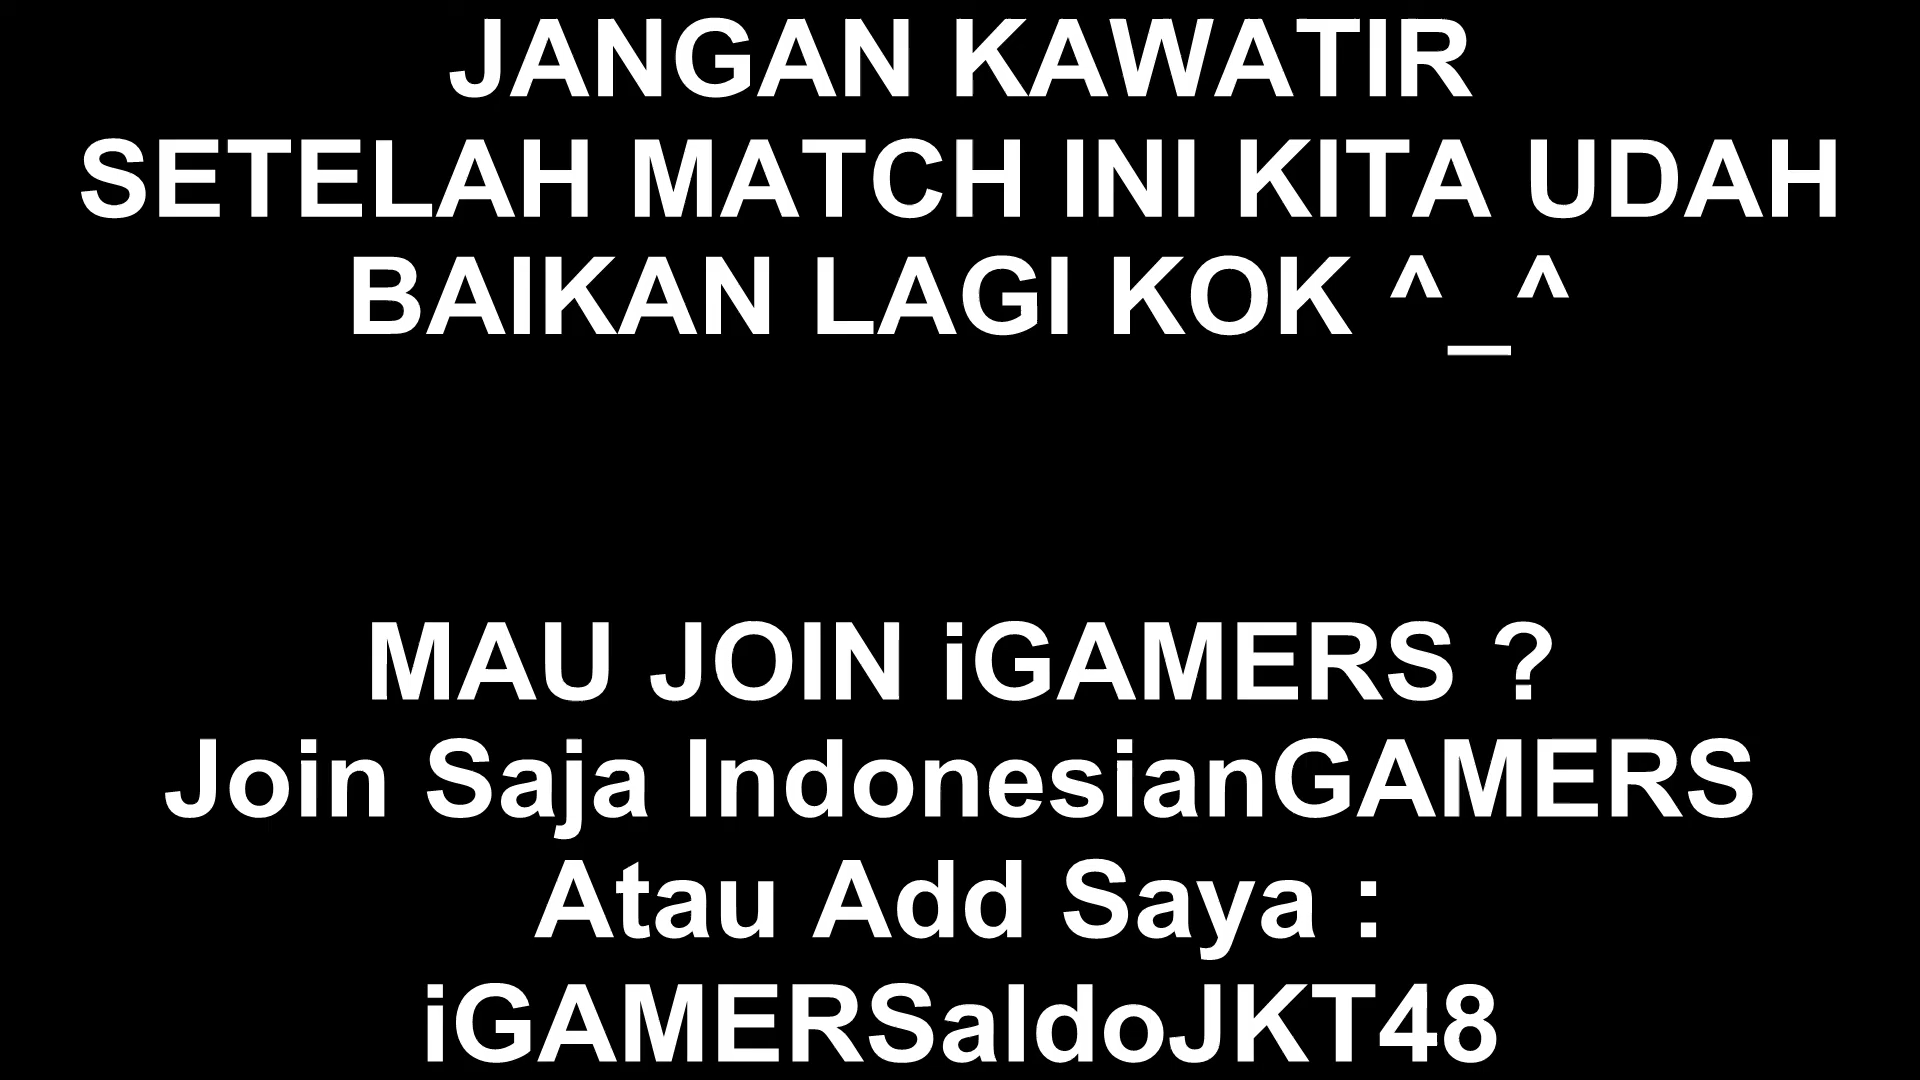 JANGAN KAWATIR
SETELAH MATCH INI KITA UDAH
BAIKAN LAGI KOK ^_^
MAU JOIN iGAMERS ?
Join Saja IndonesianGAMERS
Atau Add Saya :
iGAMERSaldoJKT48